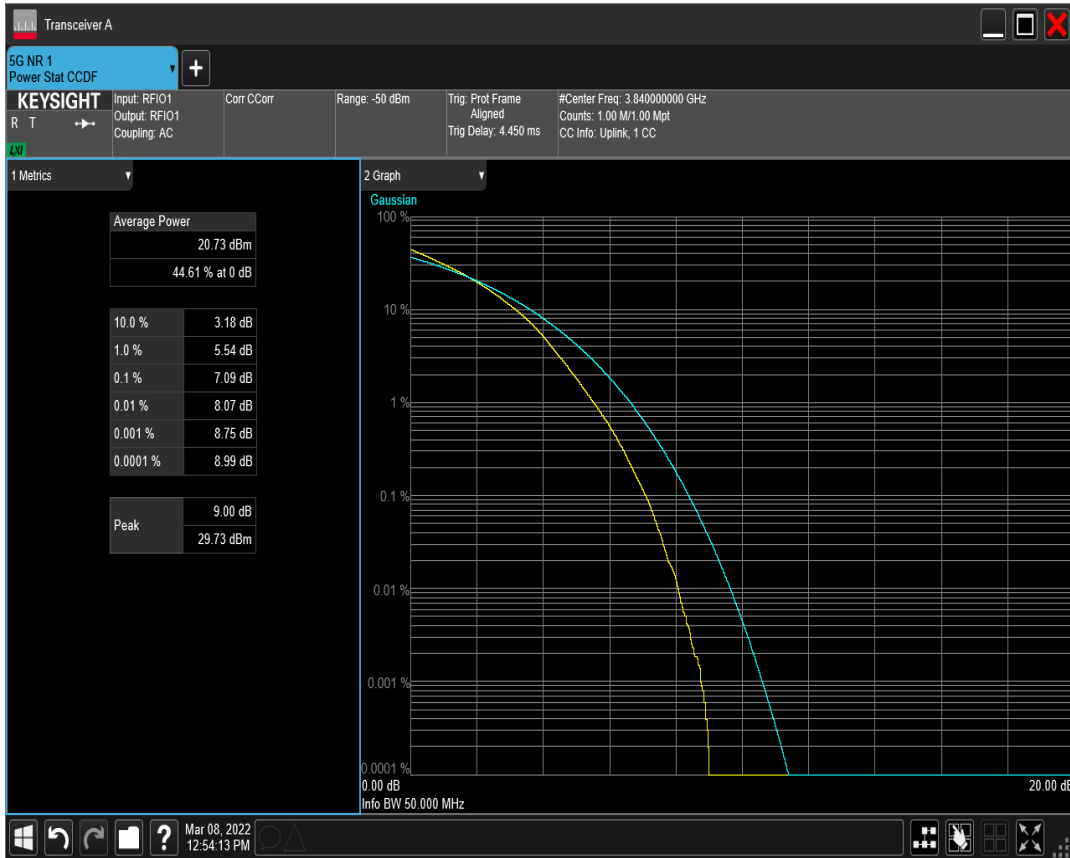 Transceiver A
5G NR 1
Power Stat CCDF
KEYSIGHT
R T
LXI
Input: RFIO1
Output: RFIO1
Coupling: AC
Corr CCorr
Range: -50 dBm
Trig: Prot Frame
Aligned
Trig Delay: 4.450 ms
#Center Freq: 3.840000000 GHz
Counts: 1.00 M/1.00 Mpt
CC Info: Uplink, 1 CC
1 Metrics
Average Power
20.73 dBm
44.61 % at 0 dB
10.0 % 3.18 dB
1.0 % 5.54 dB
0.1 % 7.09 dB
0.01 % 8.07 dB
0.001 % 8.75 dB
0.0001 % 8.99 dB
Peak
9.00 dB
29.73 dBm
2 Graph
Gaussian
100 %
10 %
1 %
0.1 %
0.01 %
0.001 %
0.0001 %
0.00 dB
20.00 dB
Info BW 50.000 MHz
?
Mar 08, 2022
12:54:13 PM